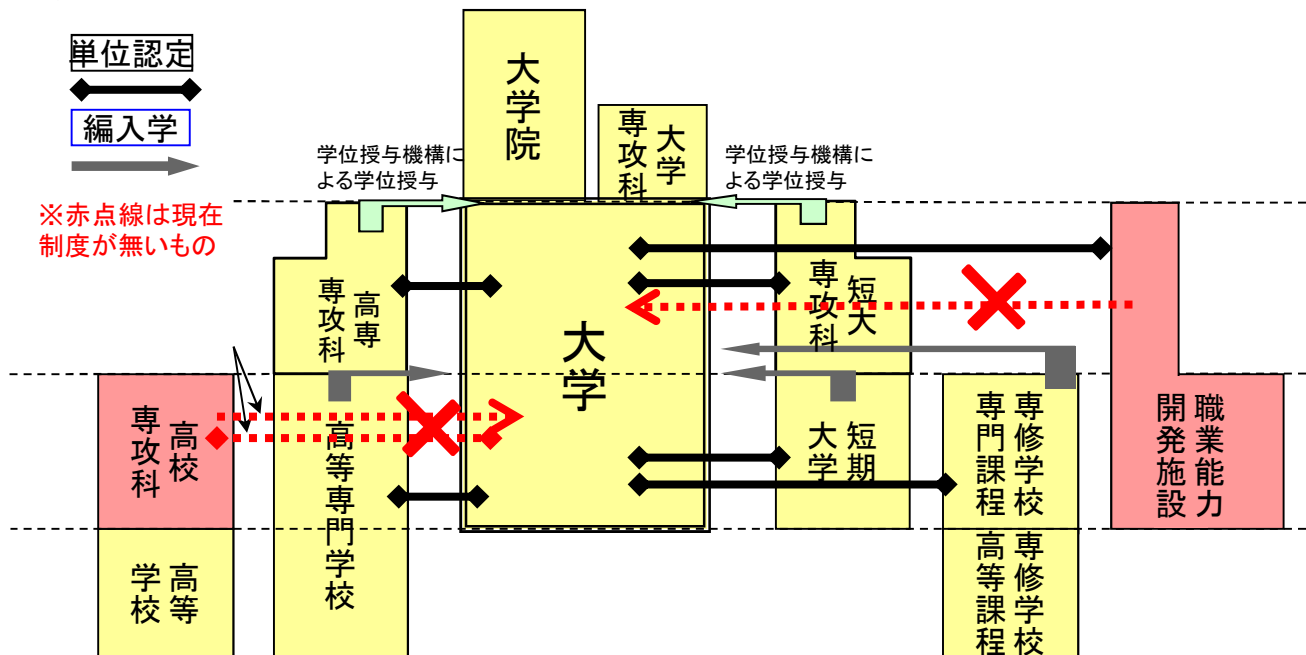 単位認定
編入学
※赤点線は現在
制度が無いもの
大学院
大学
専攻科
学位授与機構に
よる学位授与
学位授与機構に
よる学位授与
高専
専攻科
大学
短大
専攻科
高校
専攻科
高等
学校
高等専門学校
短期
大学
専修学校
専門課程
専修学校
高等課程
職業能力
開発施設